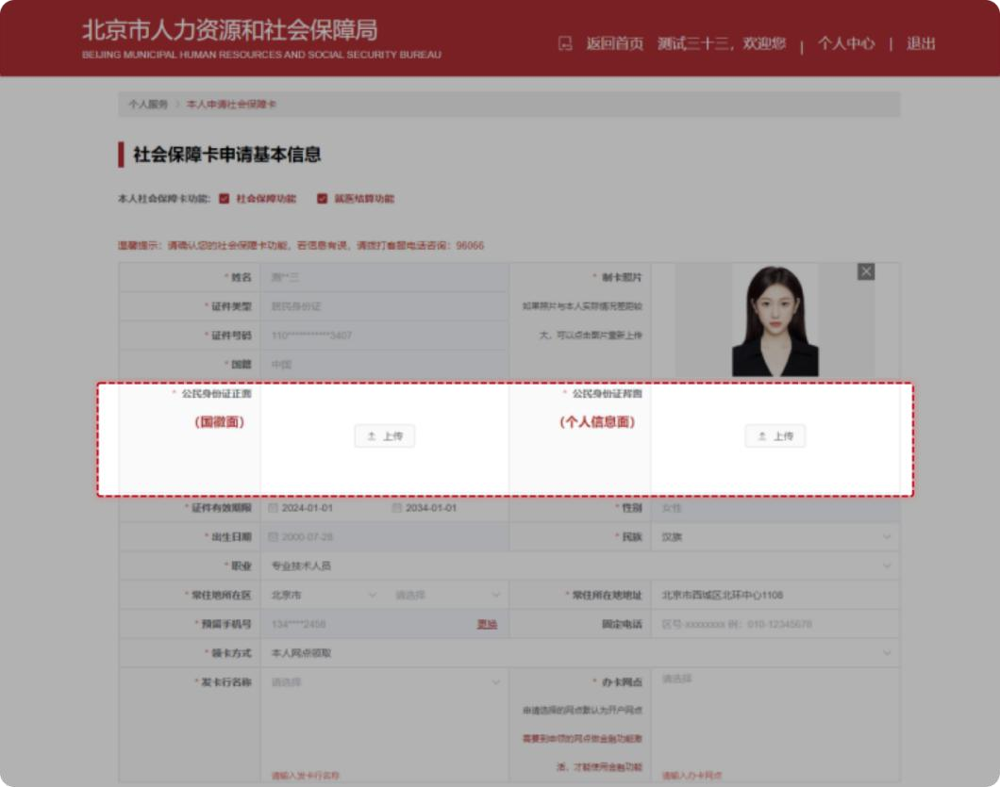 北京市人力资源和社会保障局
BEIJING MUNICIPAL HUMAN RESOURCES AND SOCIAL SECURITY BUREAU
返回首页 测试三十三，欢迎您 | 个人中心 | 退出
个人服务 > 本人申请社会保障卡
社会保障卡申请基本信息
本人社会保障卡功能: 社会保障功能 就医结算功能
温馨提示：请确认您的社会保障卡功能，若信息有误，请拨打客服电话咨询：96066
* 姓名 测**三
* 制卡照片
如果照片与本人实际情况差距较
大，可以点击图片重新上传
* 证件类型 居民身份证
* 证件号码 110***********3407
* 国籍 中国
* 公民身份证正面
(国徽面)
上传
* 公民身份证背面
(个人信息面)
上传
* 证件有效期限 2024-01-01 2034-01-01
* 性别 女性
* 出生日期 2000-07-28
* 民族 汉族
* 职业 专业技术人员
* 常住地所在区 北京市 请选择
* 常住所在地地址 北京市西城区北环中心1108
* 预留手机号 134****2458 更换
固定电话 区号-xxxxxxxx 例：010-12345678
* 领卡方式 本人网点领取
* 发卡行名称 请选择
请输入发卡行名称
* 办卡网点 请选择
申请选择的网点默认为开户网点
需要到申领的网点做金融功能激
活，才能使用金融功能
请输入办卡网点